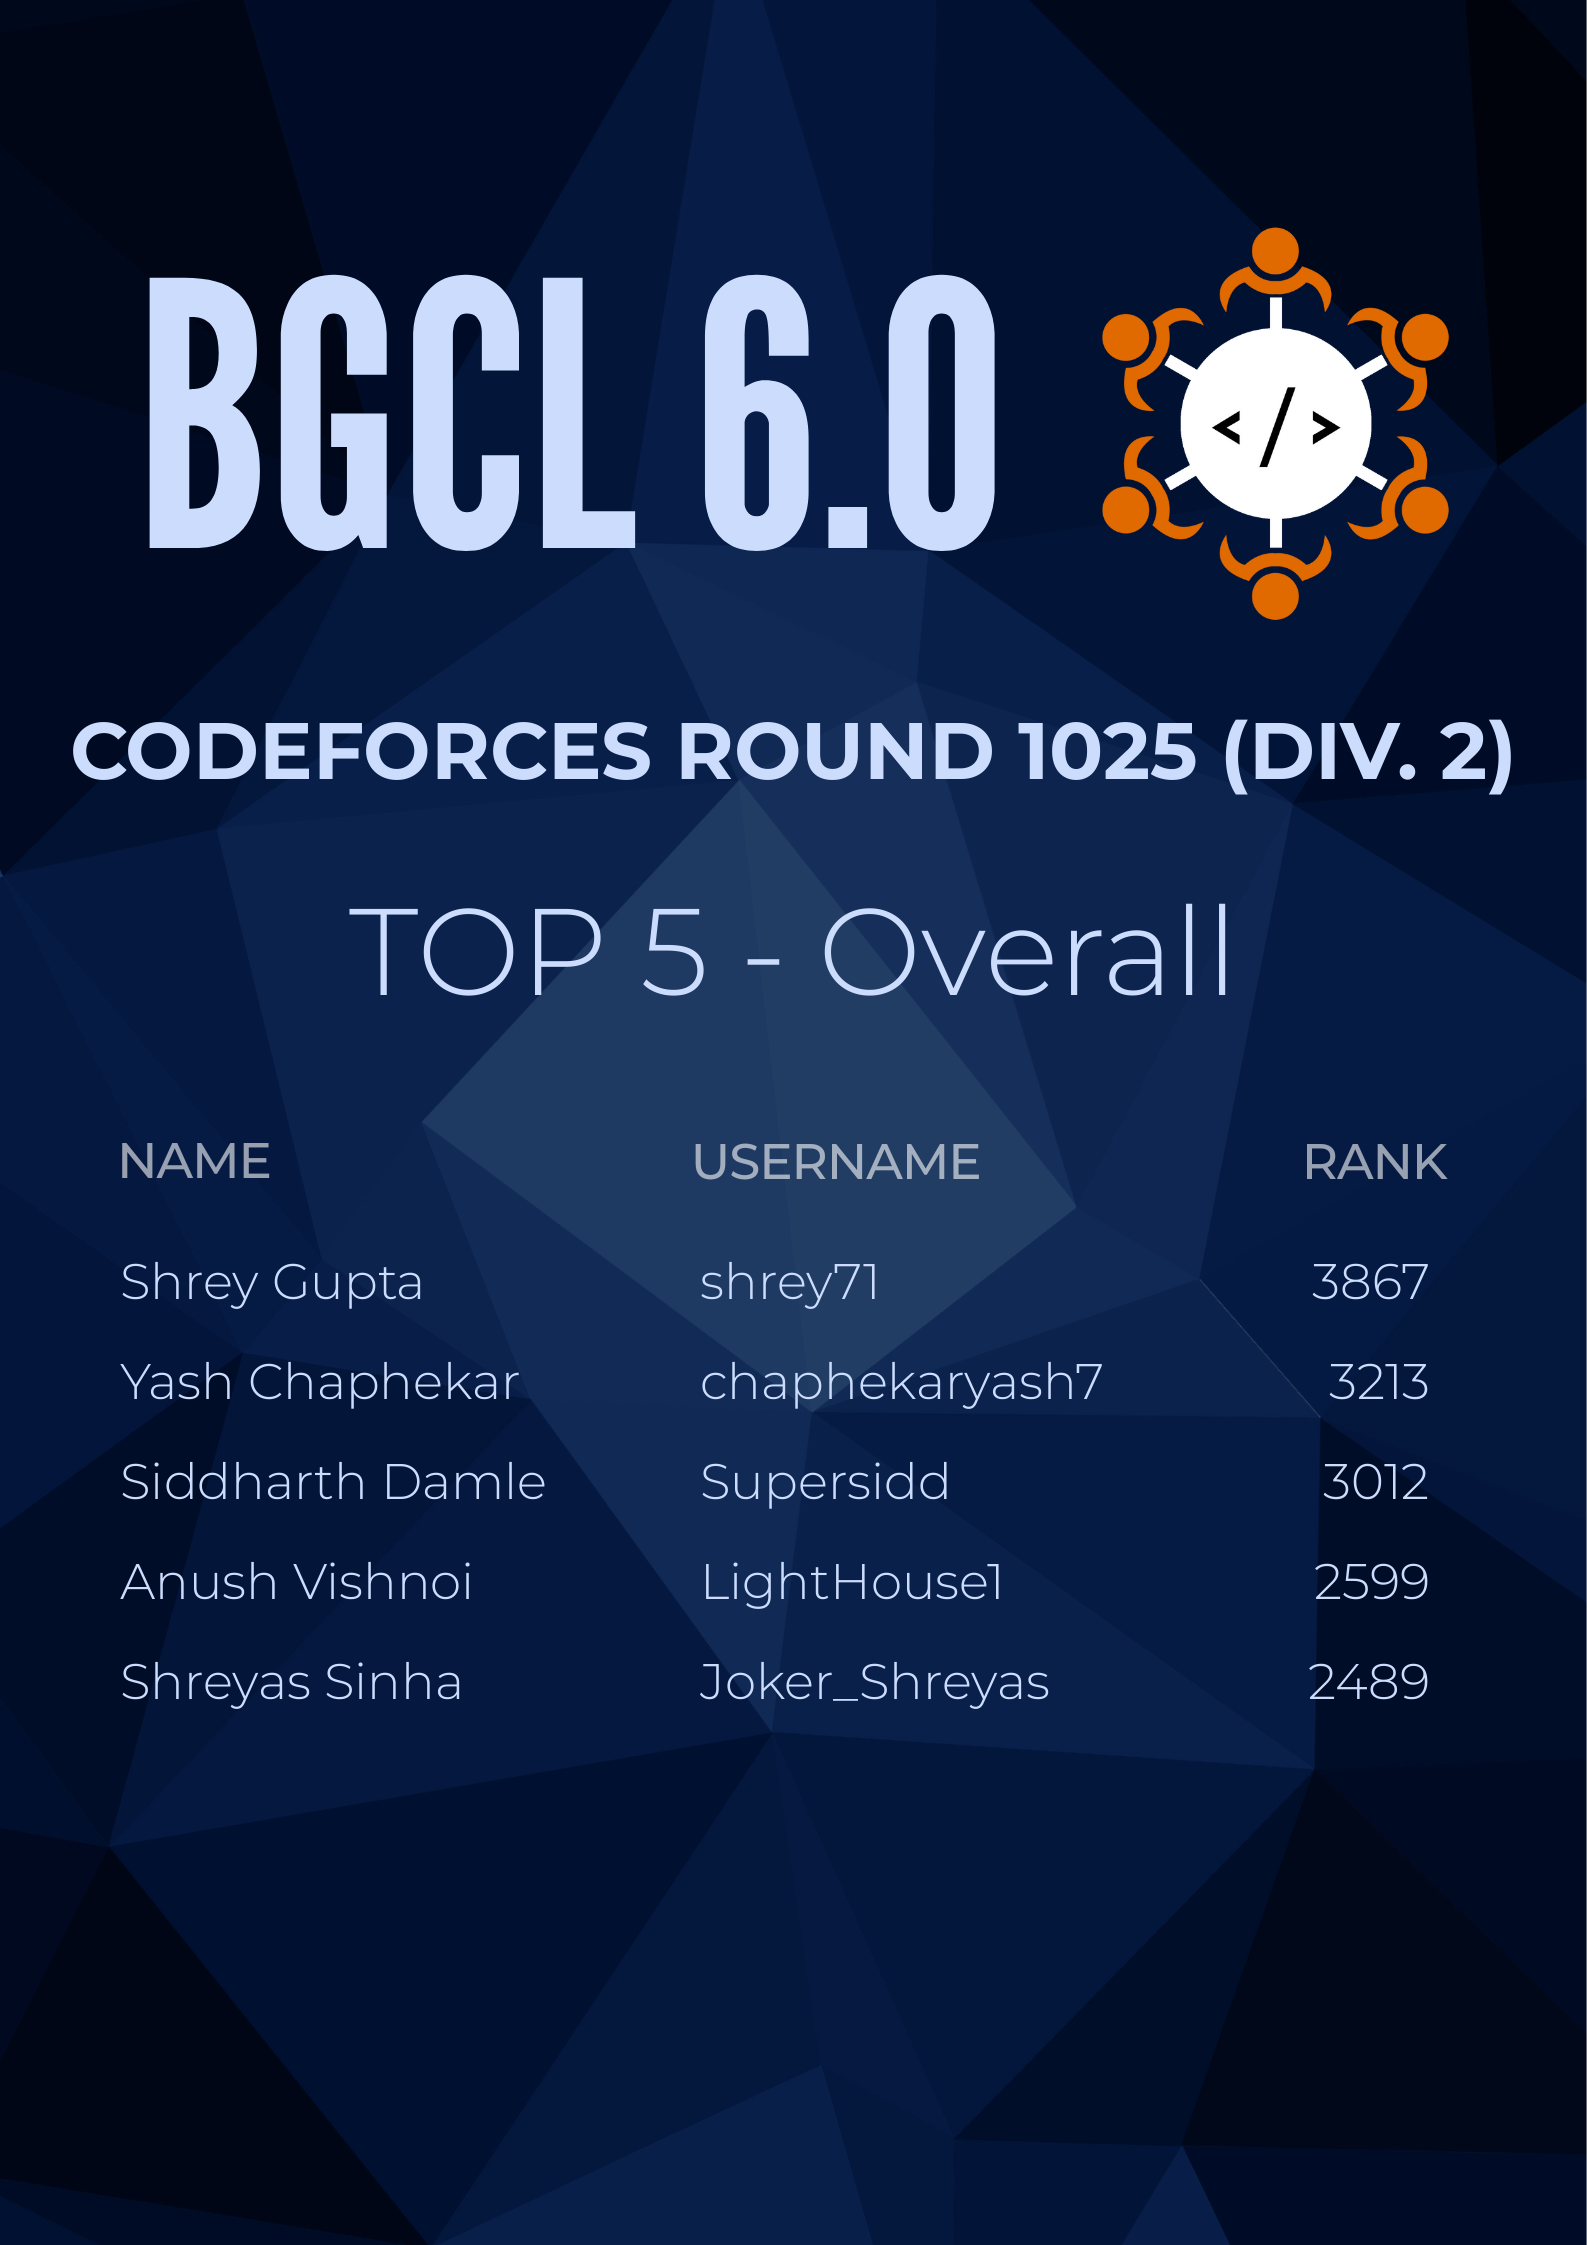 BGCL 6.0
</>
CODEFORCES ROUND 1025 (DIV. 2)
TOP 5 - Overall
NAME USERNAME RANK
Shrey Gupta shrey71 3867
Yash Chaphekar chaphekaryash7 3213
Siddharth Damle Supersidd 3012
Anush Vishnoi LightHouse1 2599
Shreyas Sinha Joker_Shreyas 2489